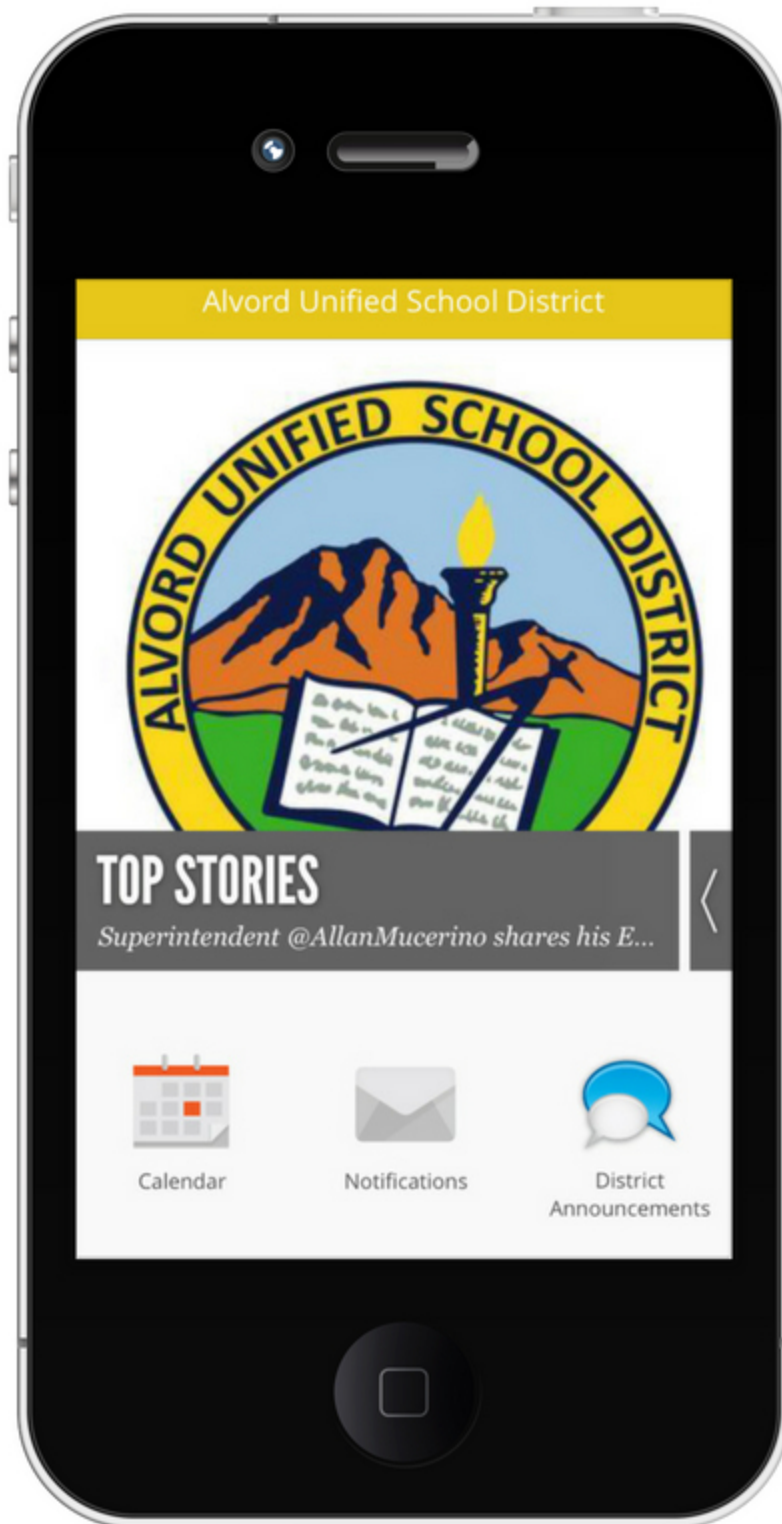 Alvord Unified School District
ALVORD UNIFIED SCHOOL DISTRICT
TOP STORIES
Superintendent @AllanMucerino shares his E...
Calendar
Notifications
District
Announcements